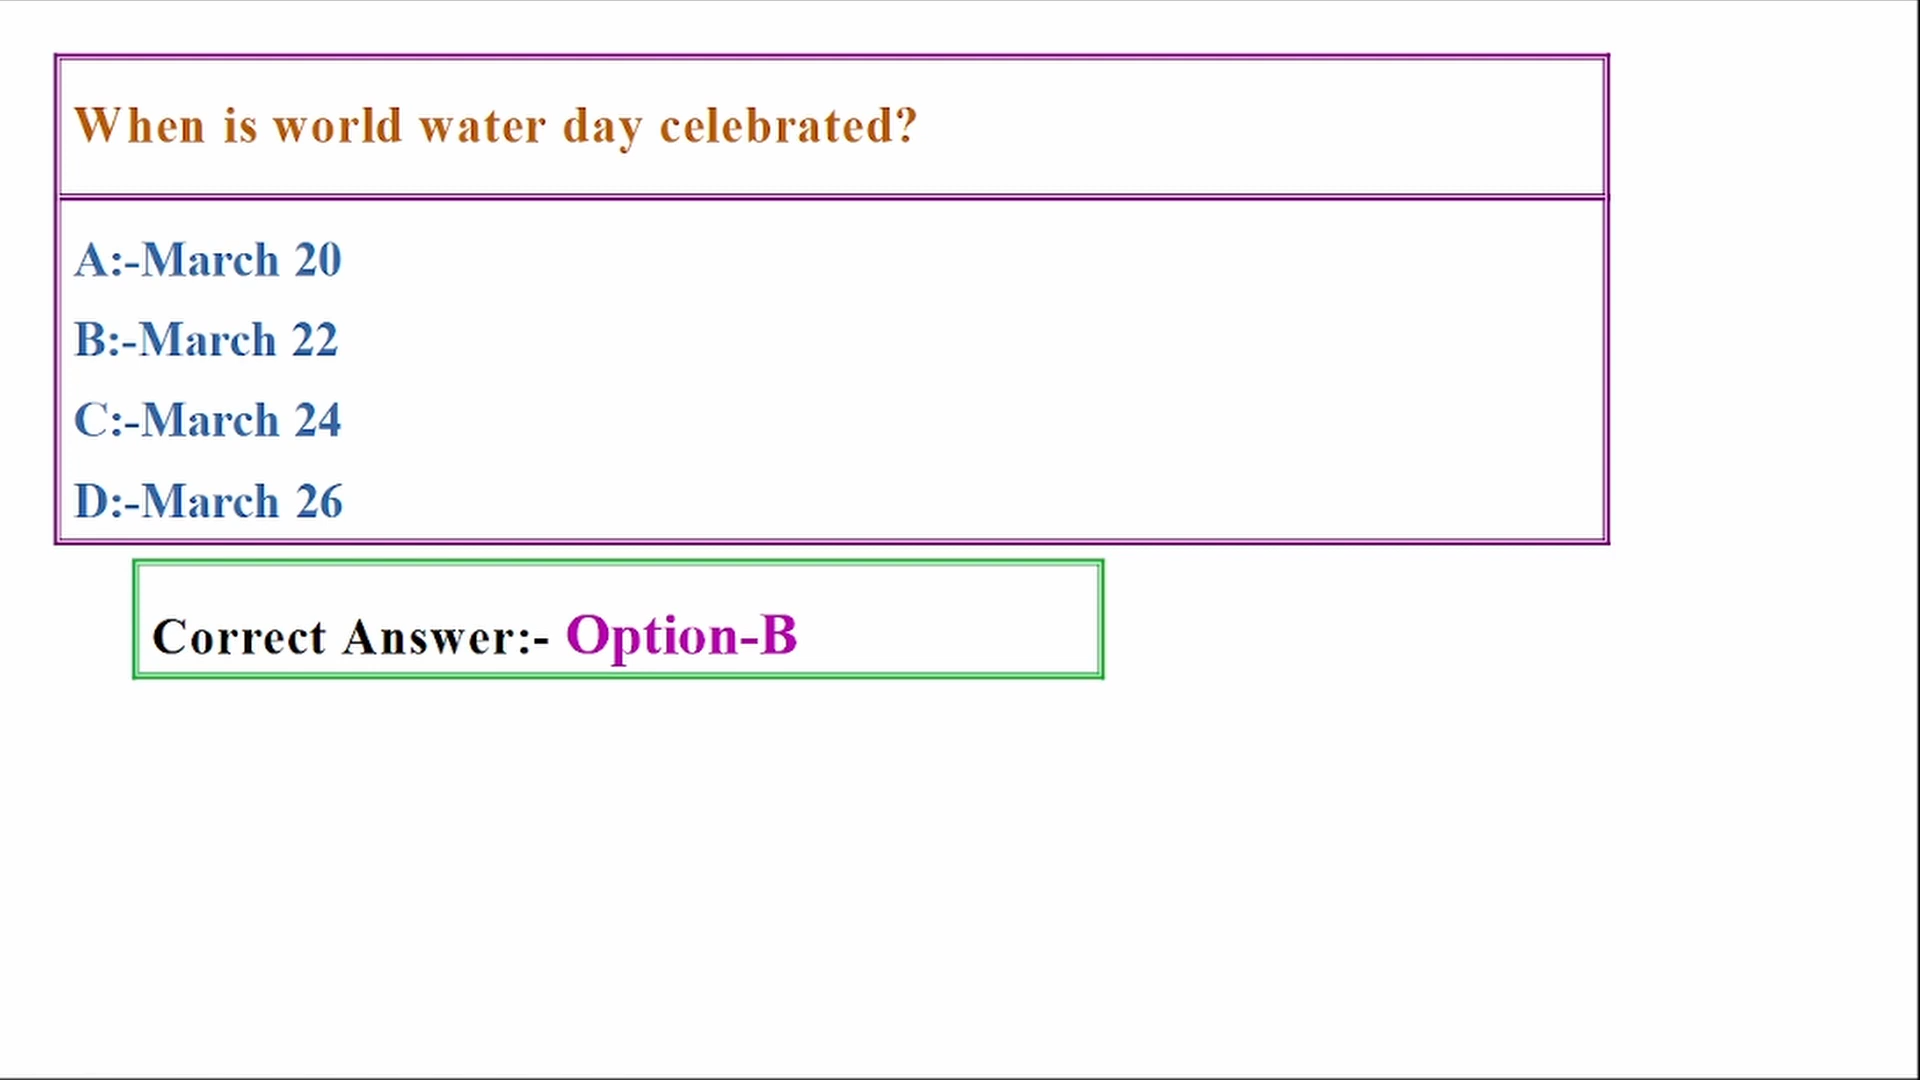 When is world water day celebrated?
A:-March 20
B:-March 22
C:-March 24
D:-March 26
Correct Answer:- Option-B